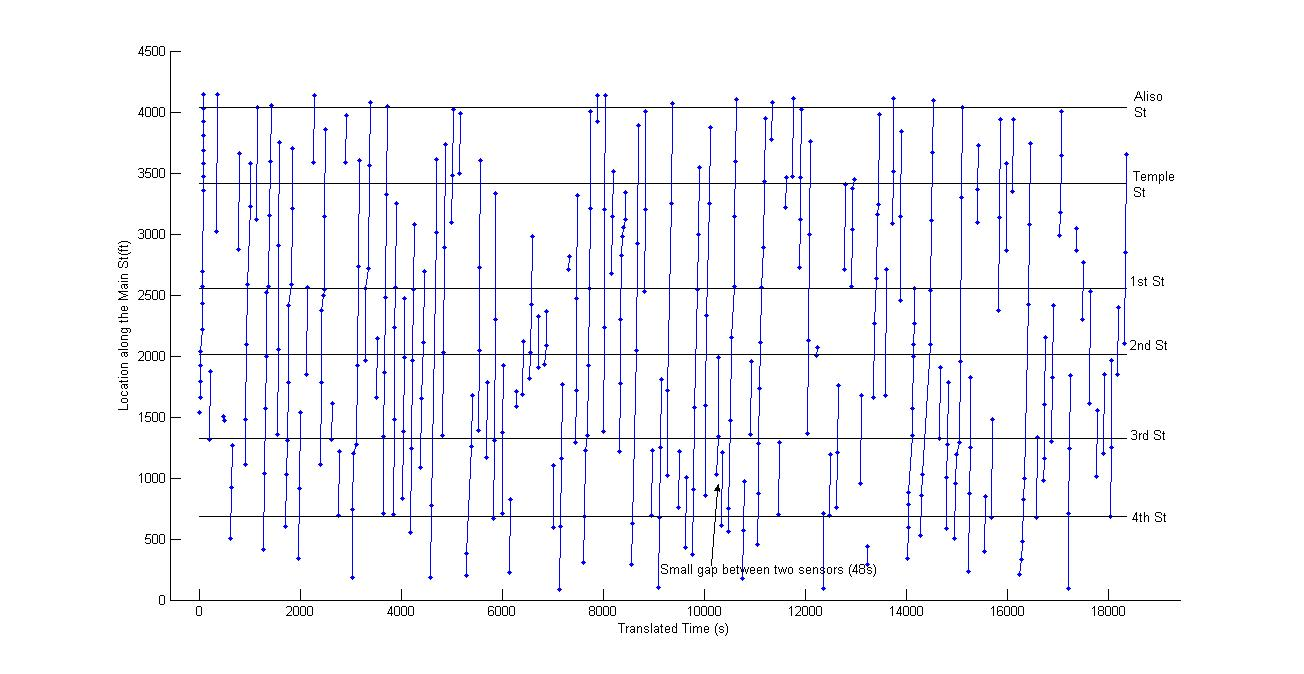 4500
Aliso
St
4000
3500
Temple
St
3000
1st St
2500
2nd St
2000
1500
3rd St
1000
4th St
500
Small gap between two sensors (48s)
0
0 2000 4000 6000 8000 10000 12000 14000 16000 18000
Translated Time (s)
Location along the Main St(ft)